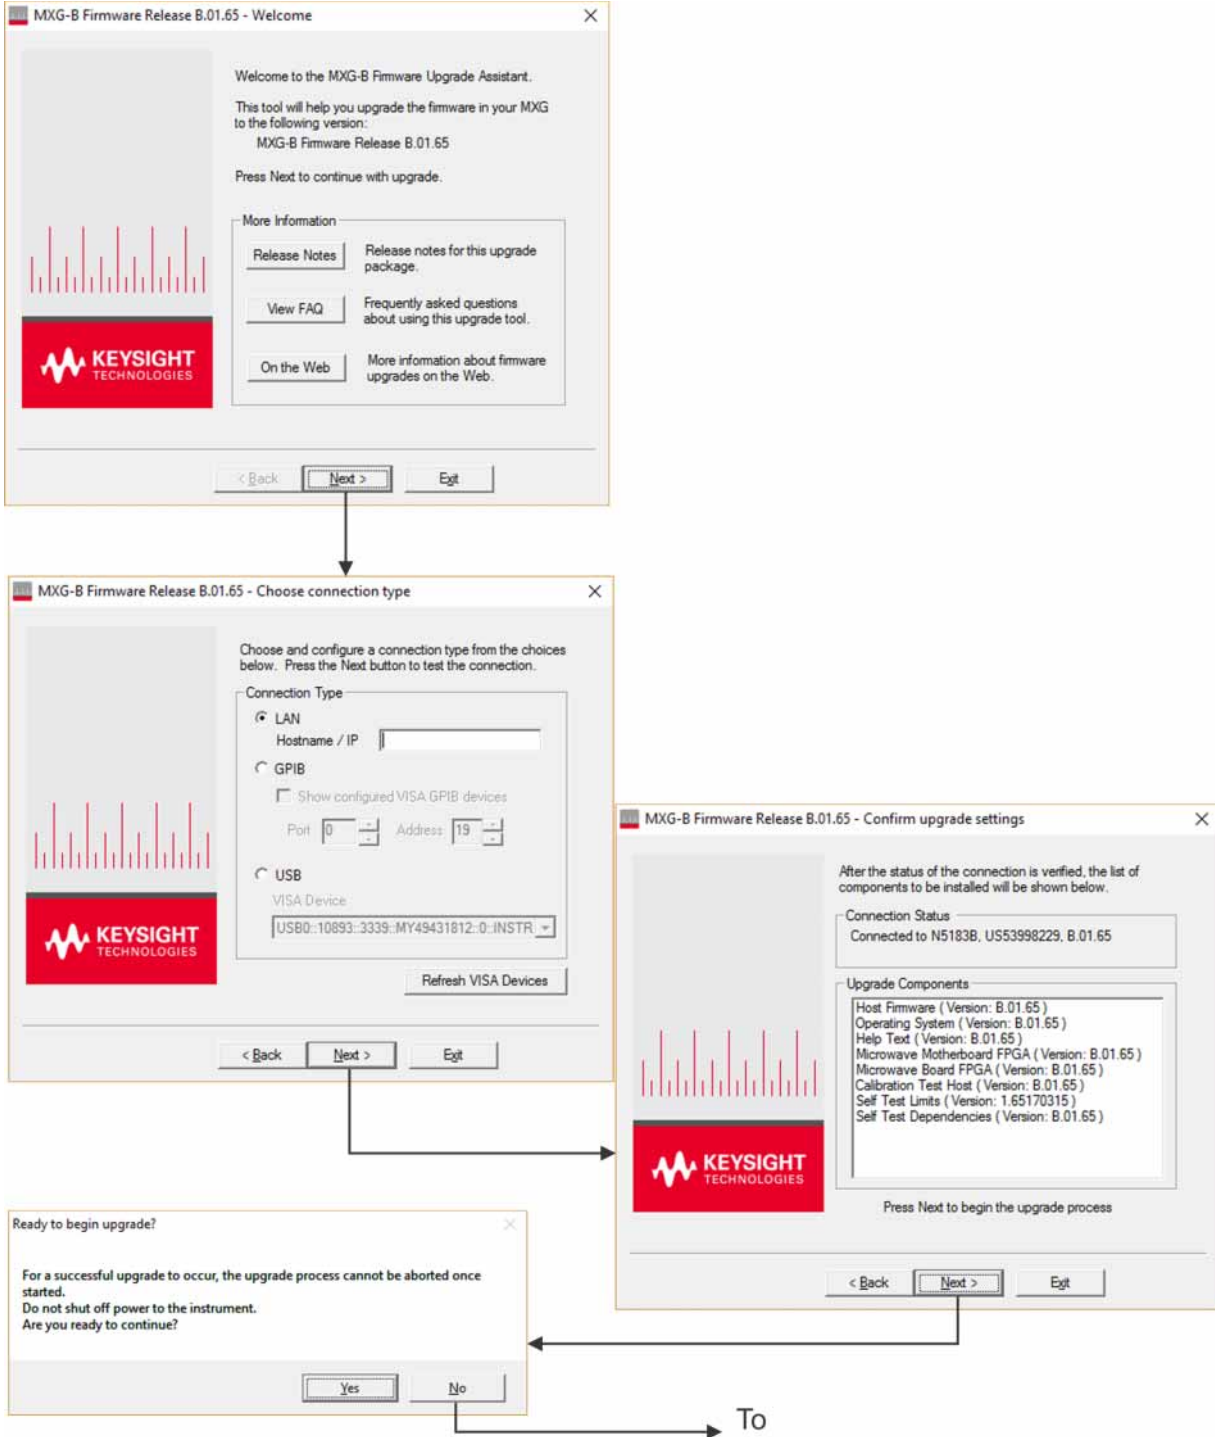 MXG-B Firmware Release B.01.65 - Welcome
Welcome to the MXG-B Firmware Upgrade Assistant.
This tool will help you upgrade the firmware in your MXG
to the following version:
MXG-B Firmware Release B.01.65
Press Next to continue with upgrade.
More Information
Release Notes
Release notes for this upgrade
package.
View FAQ
Frequently asked questions
about using this upgrade tool.
On the Web
More information about firmware
upgrades on the Web.
KEYSIGHT
TECHNOLOGIES
< Back
Next >
Exit
MXG-B Firmware Release B.01.65 - Choose connection type
Choose and configure a connection type from the choices
below. Press the Next button to test the connection.
Connection Type
LAN
Hostname / IP
GPIB
Show configured VISA GPIB devices
Port 0 Address 19
USB
VISA Device
USB0::10893::3339::MY49431812::0::INSTR
Refresh VISA Devices
KEYSIGHT
TECHNOLOGIES
< Back
Next >
Exit
MXG-B Firmware Release B.01.65 - Confirm upgrade settings
After the status of the connection is verified, the list of
components to be installed will be shown below.
Connection Status
Connected to N5183B, US53998229, B.01.65
Upgrade Components
Host Firmware ( Version: B.01.65 )
Operating System ( Version: B.01.65 )
Help Text ( Version: B.01.65 )
Microwave Motherboard FPGA ( Version: B.01.65 )
Microwave Board FPGA ( Version: B.01.65 )
Calibration Test Host ( Version: B.01.65 )
Self Test Limits ( Version: 1.65170315 )
Self Test Dependencies ( Version: B.01.65 )
KEYSIGHT
TECHNOLOGIES
Press Next to begin the upgrade process
< Back
Next >
Exit
Ready to begin upgrade?
For a successful upgrade to occur, the upgrade process cannot be aborted once
started.
Do not shut off power to the instrument.
Are you ready to continue?
Yes
No
To